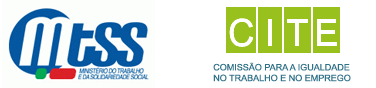 mtss
MINISTÉRIO DO TRABALHO
E DA SOLIDARIEDADE SOCIAL
CITE
COMISSÃO PARA A IGUALDADE
NO TRABALHO E NO EMPREGO